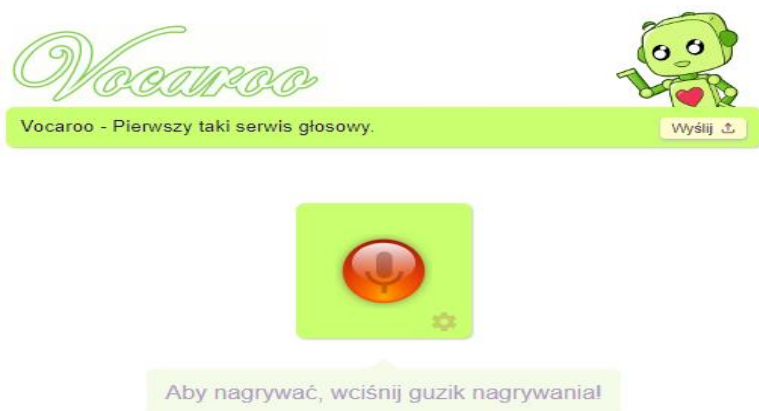 Vocaroo
Vocaroo - Pierwszy taki serwis głosowy.
Wyślij
Aby nagrywać, wciśnij guzik nagrywania!